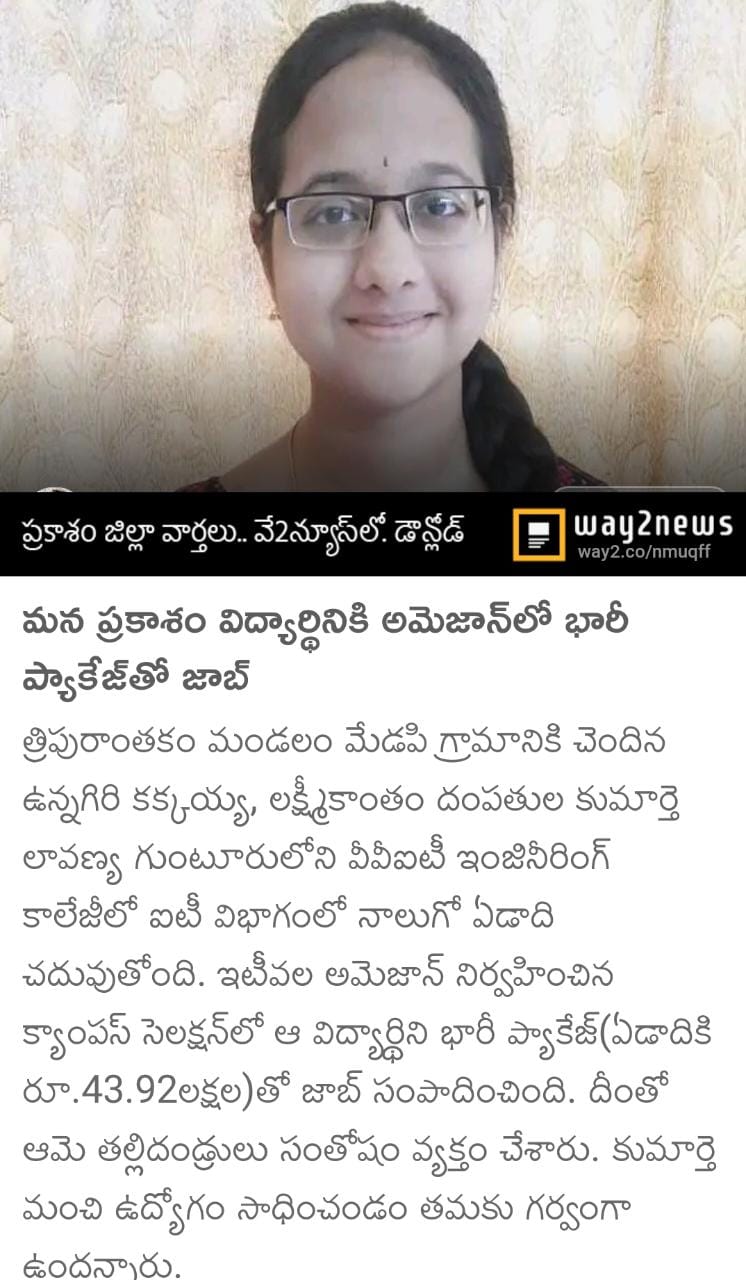 ప్రకాశం జిల్లా వార్తలు.. వే2న్యూస్‌లో. డౌన్లోడ్
way2news
way2.co/nmuqff
మన ప్రకాశం విద్యార్థినికి అమెజాన్‌లో భారీ
ప్యాకేజ్‌తో జాబ్
త్రిపురాంతకం మండలం మేడపి గ్రామానికి చెందిన
ఉన్నగిరి కక్కయ్య, లక్ష్మీకాంతం దంపతుల కుమార్తె
లావణ్య గుంటూరులోని వీవీఐటీ ఇంజినీరింగ్
కాలేజీలో ఐటీ విభాగంలో నాలుగో ఏడాది
చదువుతోంది. ఇటీవల అమెజాన్ నిర్వహించిన
క్యాంపస్ సెలక్షన్‌లో ఆ విద్యార్థిని భారీ ప్యాకేజ్(ఏడాదికి
రూ.43.92లక్షల)తో జాబ్ సంపాదించింది. దీంతో
ఆమె తల్లిదండ్రులు సంతోషం వ్యక్తం చేశారు. కుమార్తె
మంచి ఉద్యోగం సాధించండం తమకు గర్వంగా
ఉందన్నారు.